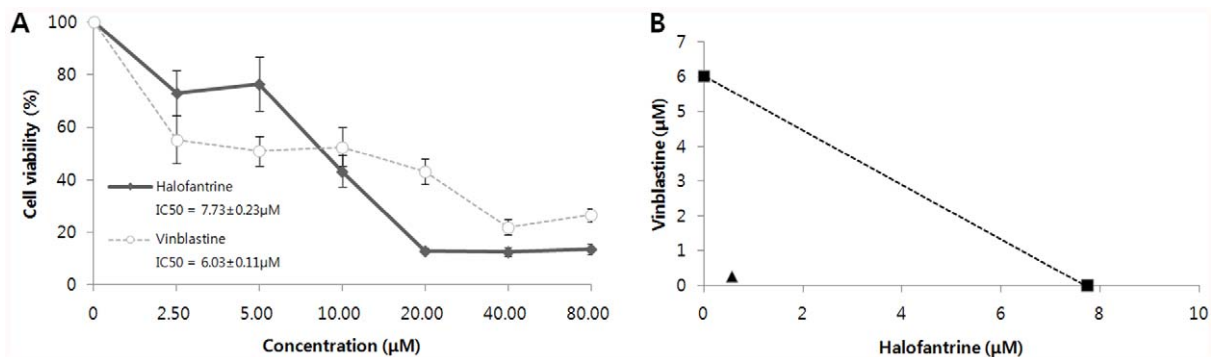 A
Cell viability (%)
100
80
60
40
20
0
Halofantrine
IC50 = 7.73±0.23µM
Vinblastine
IC50 = 6.03±0.11µM
0 2.50 5.00 10.00 20.00 40.00 80.00
Concentration (µM)
B
Vinblastine (µM)
7
6
5
4
3
2
1
0
0 2 4 6 8 10
Halofantrine (µM)